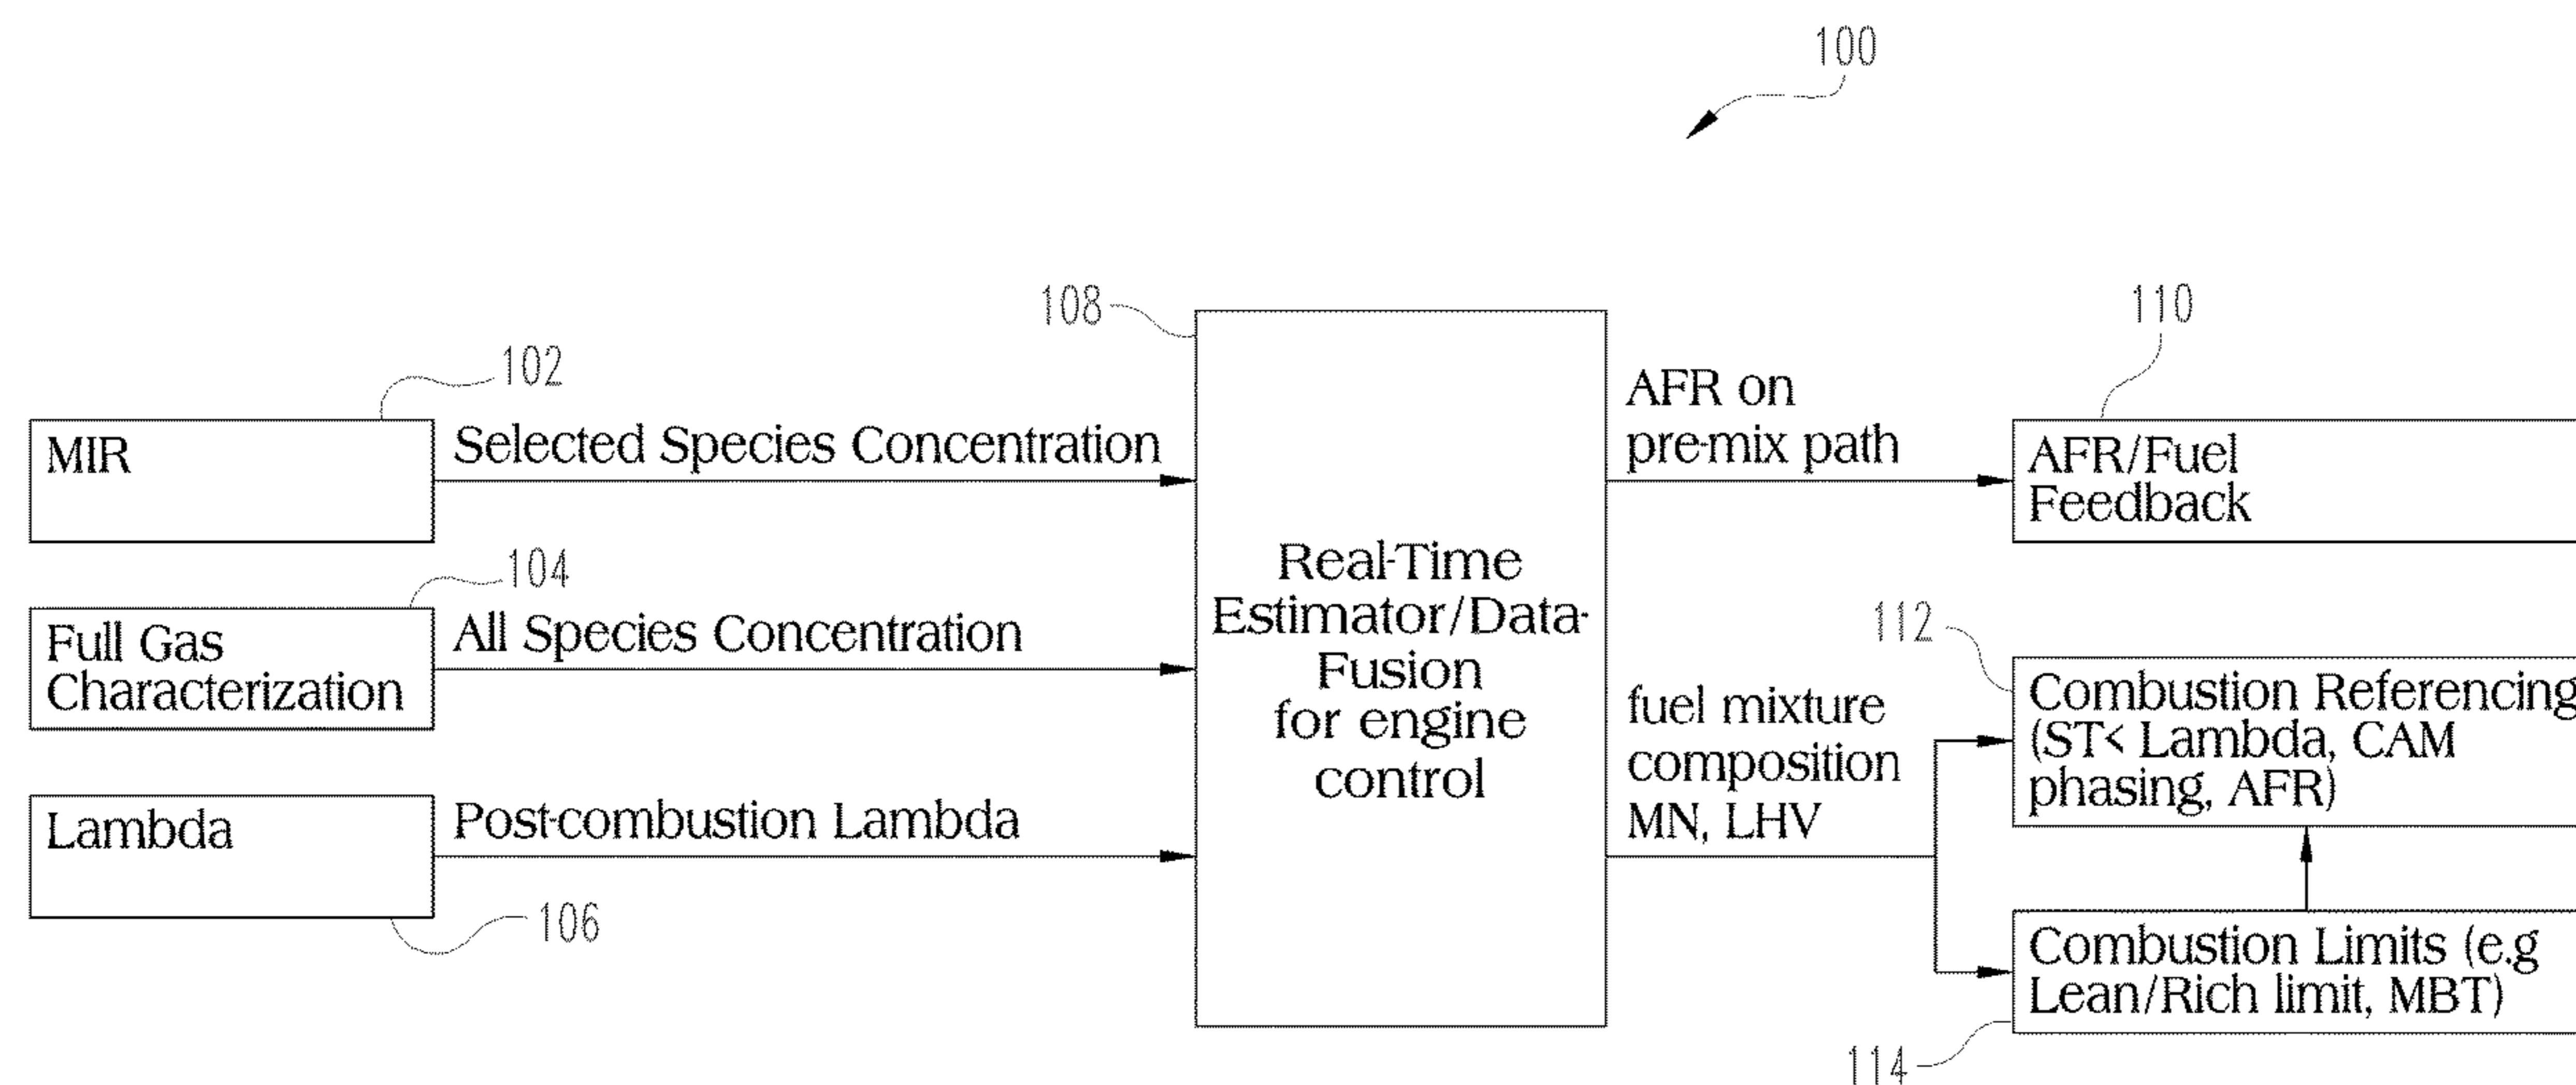 100
108
110
102
MIR
Selected Species Concentration
AFR on
pre-mix path
AFR/Fuel
Feedback
104
Full Gas
Characterization
All Species Concentration
Real-Time
Estimator/Data-
Fusion
for engine
control
112
fuel mixture
composition
MN, LHV
Combustion Referencing
(ST< Lambda, CAM
phasing, AFR)
Lambda
Post-combustion Lambda
106
Combustion Limits (e.g
Lean/Rich limit, MBT)
114